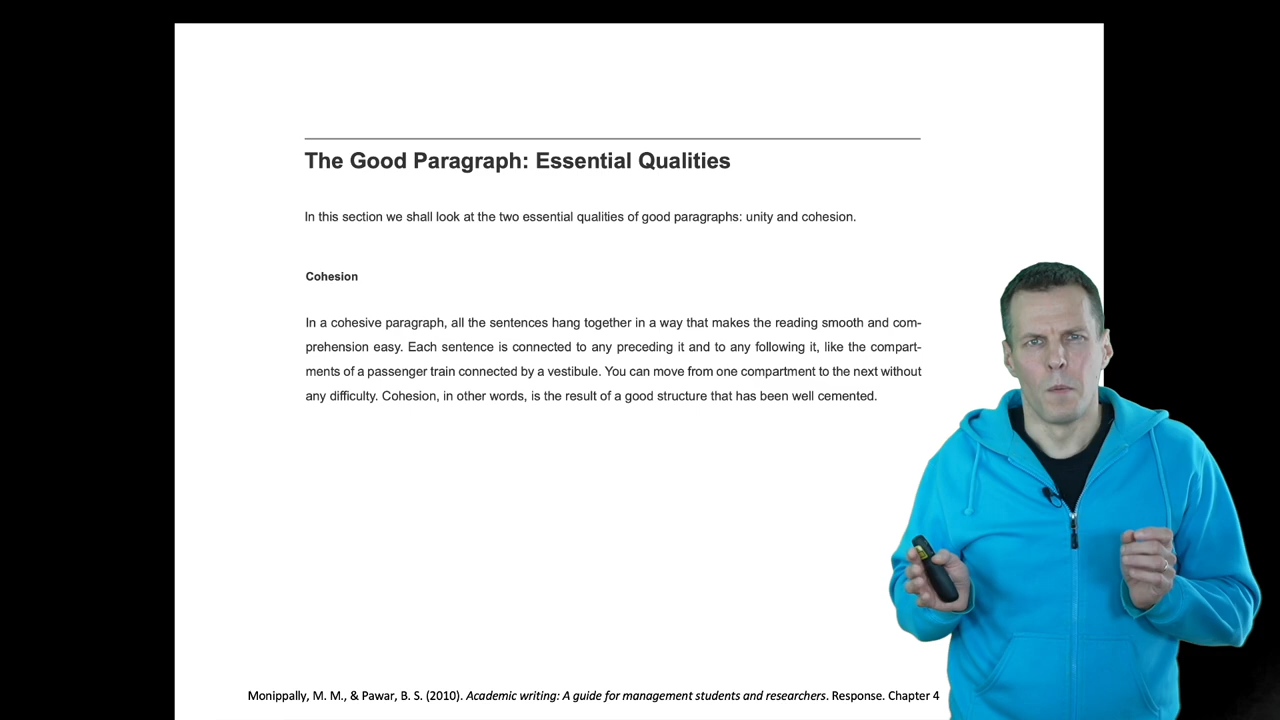 The Good Paragraph: Essential Qualities
In this section we shall look at the two essential qualities of good paragraphs: unity and cohesion.
Cohesion
In a cohesive paragraph, all the sentences hang together in a way that makes the reading smooth and com-
prehension easy. Each sentence is connected to any preceding it and to any following it, like the compart-
ments of a passenger train connected by a vestibule. You can move from one compartment to the next without
any difficulty. Cohesion, in other words, is the result of a good structure that has been well cemented.
Monippally, M. M., & Pawar, B. S. (2010). Academic writing: A guide for management students and researchers. Response. Chapter 4